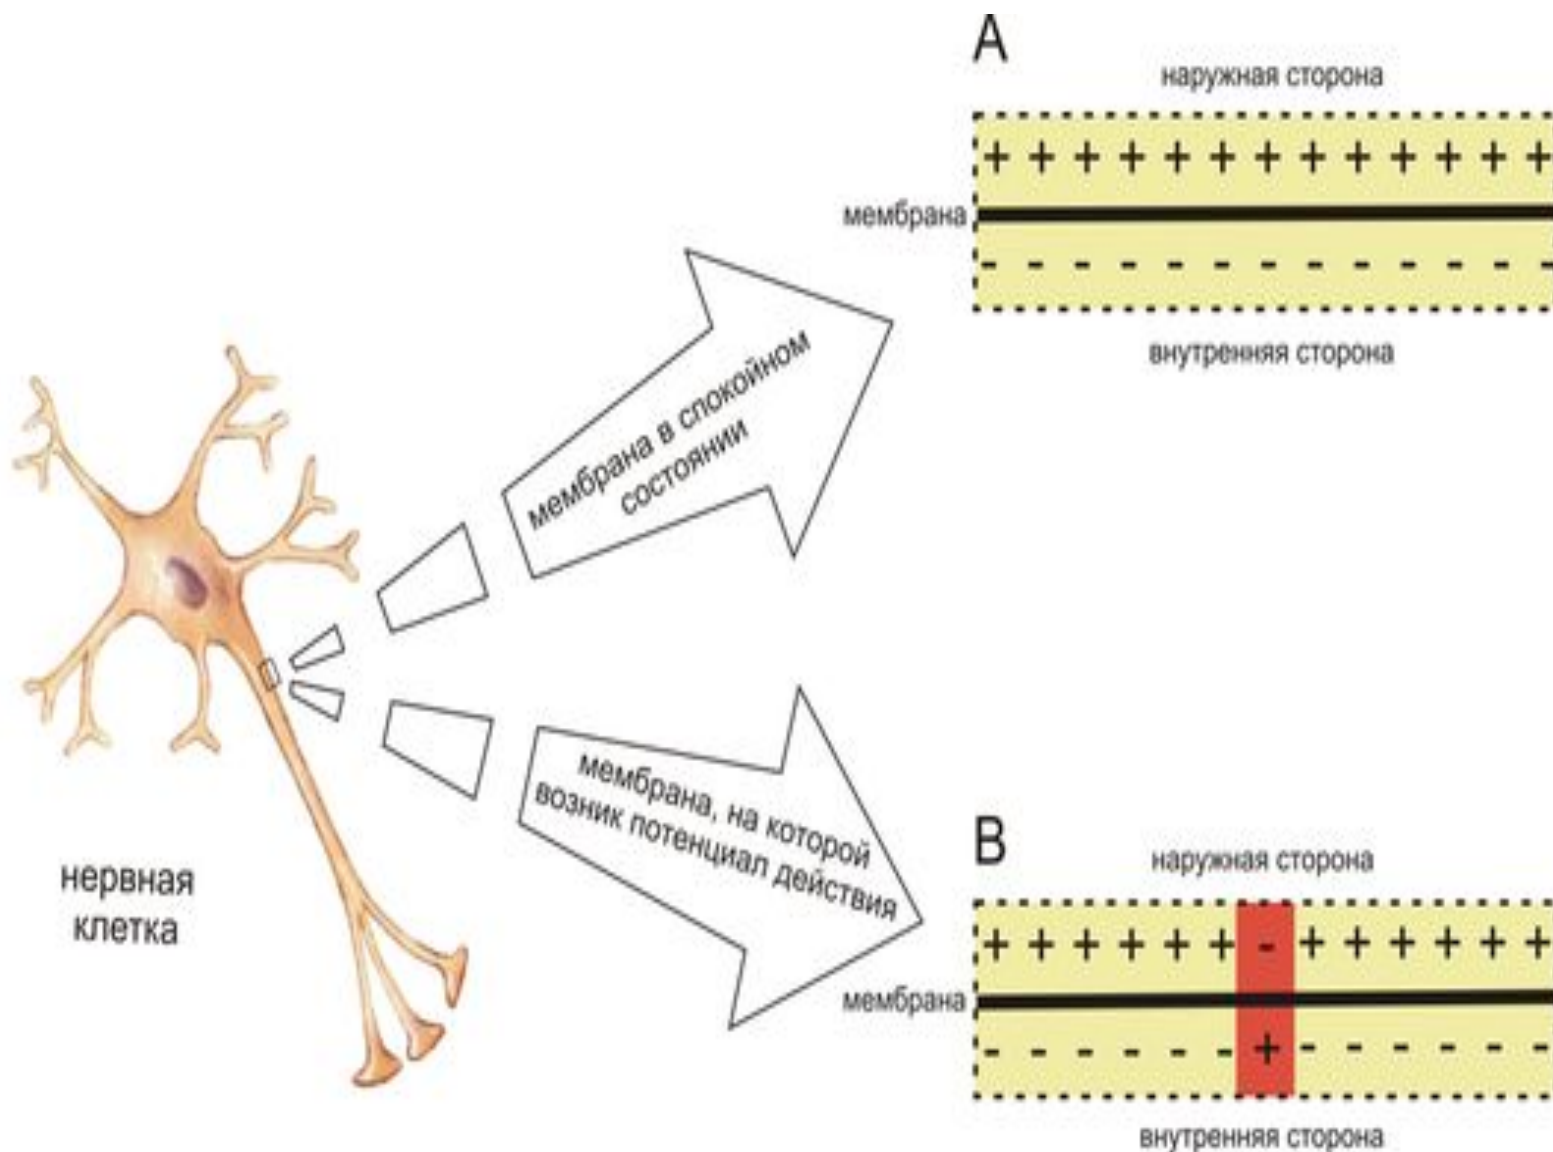 A
наружная сторона
+ + + + + + + + + + + + +
мембрана
- - - - - - - - - - - - -
внутренняя сторона
мембрана в спокойном
состоянии
нервная
клетка
мембрана, на которой
возник потенциал действия
B
наружная сторона
+ + + + + + - + + + + + +
мембрана
- - - - - - + - - - - - -
внутренняя сторона